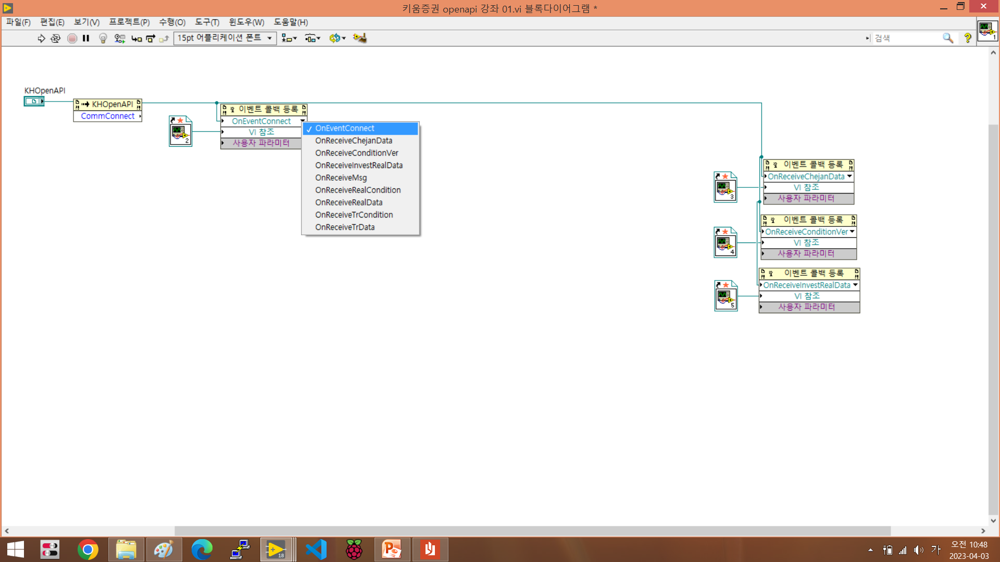 키움증권 openapi 강좌 01.vi 블록다이어그램 *
파일(F) 편집(E) 보기(V) 프로젝트(P) 수행(O) 도구(T) 윈도우(W) 도움말(H)
15pt 어플리케이션 폰트
검색
1
KHOpenAPI
KHOpenAPI
CommConnect
2
이벤트 콜백 등록
OnEventConnect
VI 참조
사용자 파라미터
OnEventConnect
OnReceiveChejanData
OnReceiveConditionVer
OnReceiveInvestRealData
OnReceiveMsg
OnReceiveRealCondition
OnReceiveRealData
OnReceiveTrCondition
OnReceiveTrData
3
이벤트 콜백 등록
OnReceiveChejanData
VI 참조
사용자 파라미터
4
이벤트 콜백 등록
OnReceiveConditionVer
VI 참조
사용자 파라미터
5
이벤트 콜백 등록
OnReceiveInvestRealData
VI 참조
사용자 파라미터
18
가
오전 10:48
2023-04-03